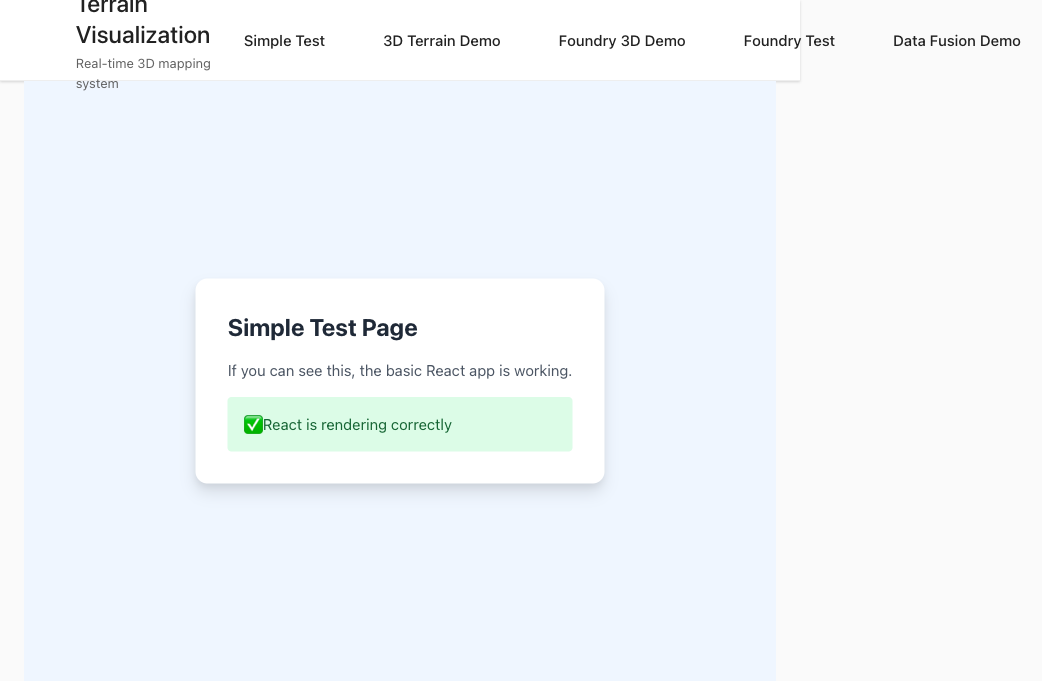 Terrain
Visualization
Real-time 3D mapping
system
Simple Test
3D Terrain Demo
Foundry 3D Demo
Foundry Test
Data Fusion Demo
Simple Test Page
If you can see this, the basic React app is working.
✅React is rendering correctly